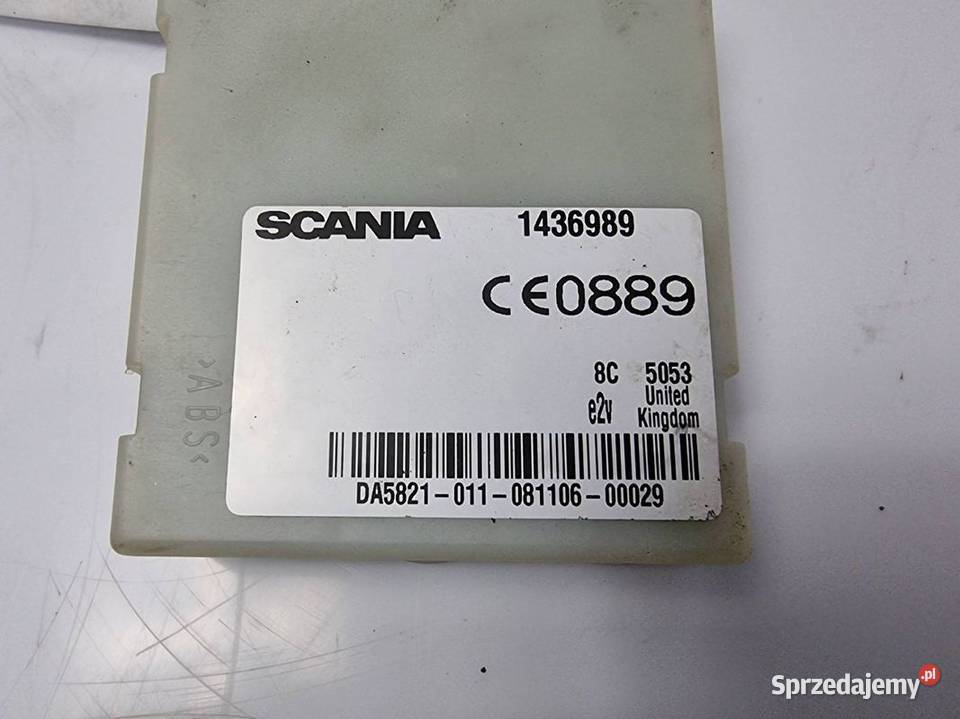 SCANIA 1436989
CE0889
8C 5053
e2v United Kingdom
DA5821-011-081106-00029
>ABS<
Sprzedajemy.pl